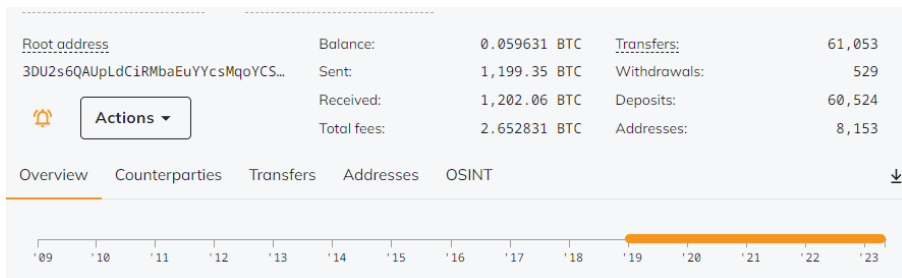 Root address
3DU2s6QAUpLdCiRMbaEuYYcsMqoYCS…
Actions
Balance: 0.059631 BTC
Sent: 1,199.35 BTC
Received: 1,202.06 BTC
Total fees: 2.652831 BTC
Transfers: 61,053
Withdrawals: 529
Deposits: 60,524
Addresses: 8,153
Overview Counterparties Transfers Addresses OSINT
'09 '10 '11 '12 '13 '14 '15 '16 '17 '18 '19 '20 '21 '22 '23